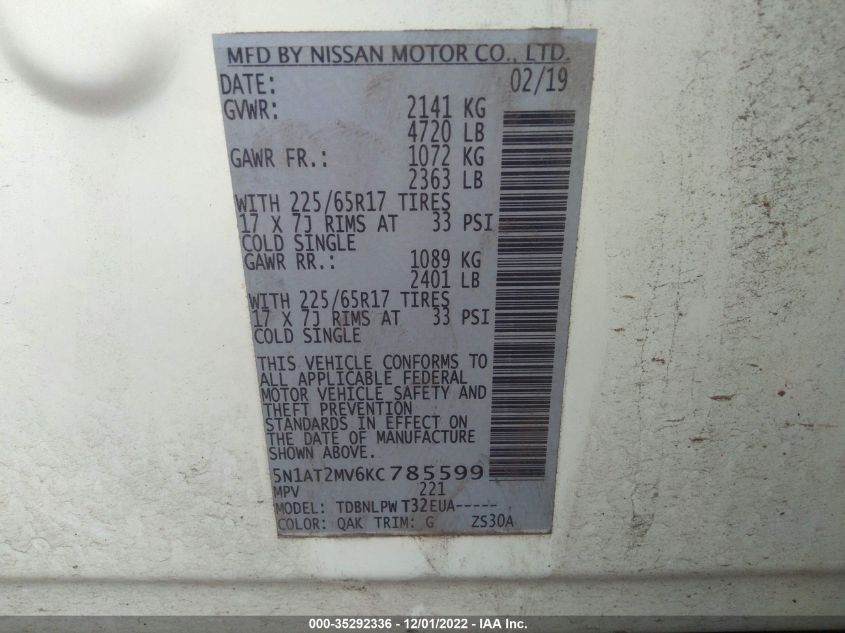 MFD BY NISSAN MOTOR CO., LTD.
DATE: 02/19
GVWR: 2141 KG
4720 LB
GAWR FR.: 1072 KG
2363 LB
WITH 225/65R17 TIRES
17 X 7J RIMS AT 33 PSI
COLD SINGLE
GAWR RR.: 1089 KG
2401 LB
WITH 225/65R17 TIRES
17 X 7J RIMS AT 33 PSI
COLD SINGLE
THIS VEHICLE CONFORMS TO
ALL APPLICABLE FEDERAL
MOTOR VEHICLE SAFETY AND
THEFT PREVENTION
STANDARDS IN EFFECT ON
THE DATE OF MANUFACTURE
SHOWN ABOVE.
5N1AT2MV6KC785599
MPV 221
MODEL: TDBNLPW T32EUA-----
COLOR: QAK TRIM: G ZS30A
000-35292336 - 12/01/2022 - IAA Inc.